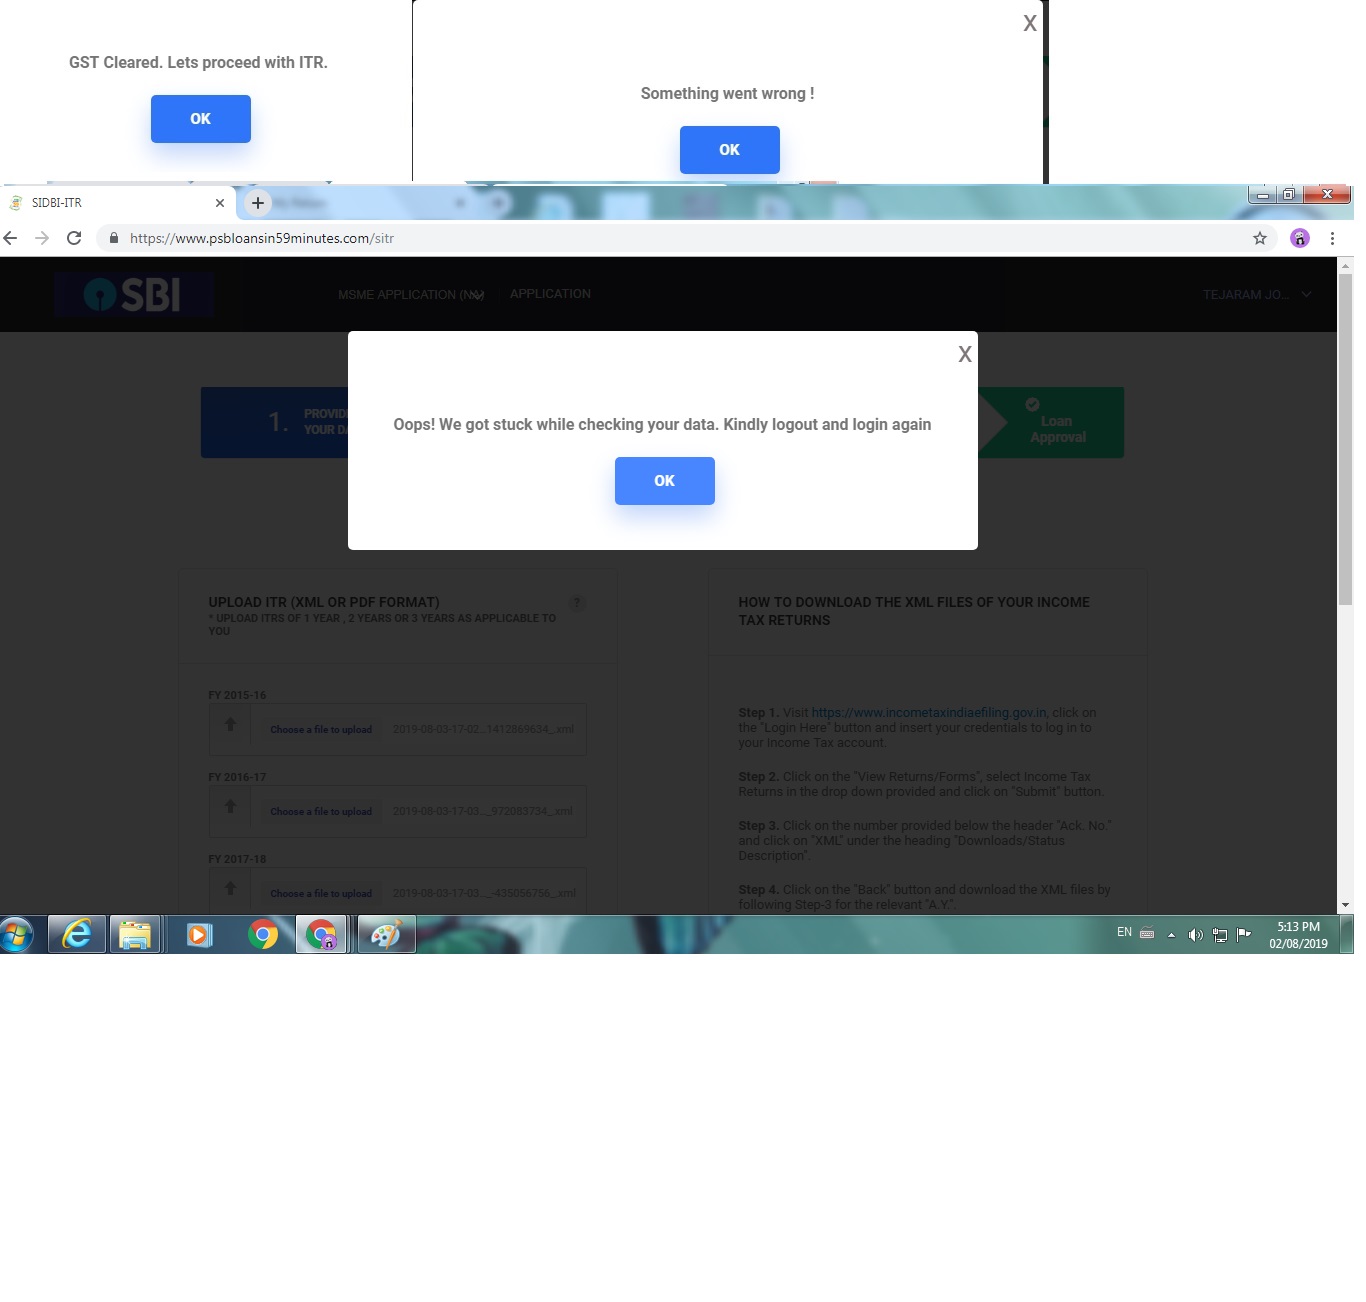 X
GST Cleared. Lets proceed with ITR.
OK
Something went wrong !
OK
SIDBI-ITR
https://www.psbloansin59minutes.com/sitr
SBI
MSME APPLICATION
APPLICATION
TEJARAM JO...
X
1. PROVIDE
YOUR DA
Oops! We got stuck while checking your data. Kindly logout and login again
OK
Loan
Approval
UPLOAD ITR (XML OR PDF FORMAT)
?
* UPLOAD ITRS OF 1 YEAR , 2 YEARS OR 3 YEARS AS APPLICABLE TO
YOU
FY 2015-16
Choose a file to upload 2019-08-03-17-02...1412869634_.xml
FY 2016-17
Choose a file to upload 2019-08-03-17-03..._972083734_.xml
FY 2017-18
Choose a file to upload 2019-08-03-17-03..._-435056756_.xml
HOW TO DOWNLOAD THE XML FILES OF YOUR INCOME
TAX RETURNS
Step 1. Visit https://www.incometaxindiaefiling.gov.in, click on
the "Login Here" button and insert your credentials to log in to
your Income Tax account.
Step 2. Click on the "View Returns/Forms", select Income Tax
Returns in the drop down provided and click on "Submit" button.
Step 3. Click on the number provided below the header "Ack. No."
and click on "XML" under the heading "Downloads/Status
Description".
Step 4. Click on the "Back" button and download the XML files by
following Step-3 for the relevant "A.Y.".
EN
5:13 PM
02/08/2019